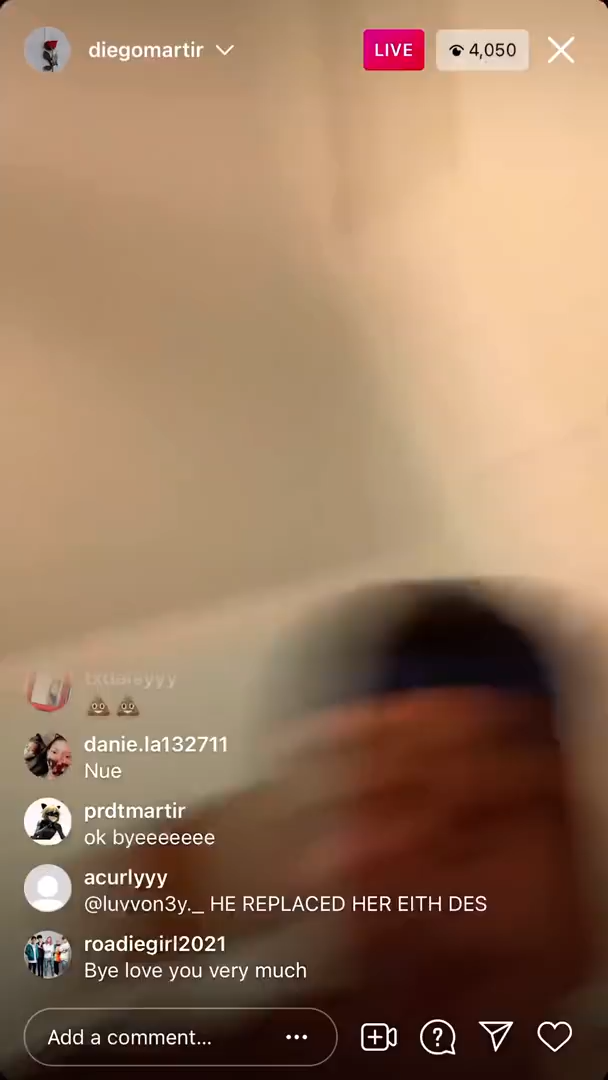 diegomartir
LIVE
4,050
danie.la132711
Nue
prdtmartir
ok byeeeeeee
acurlyyy
@luvvon3y._ HE REPLACED HER EITH DES
roadiegirl2021
Bye love you very much
Add a comment...